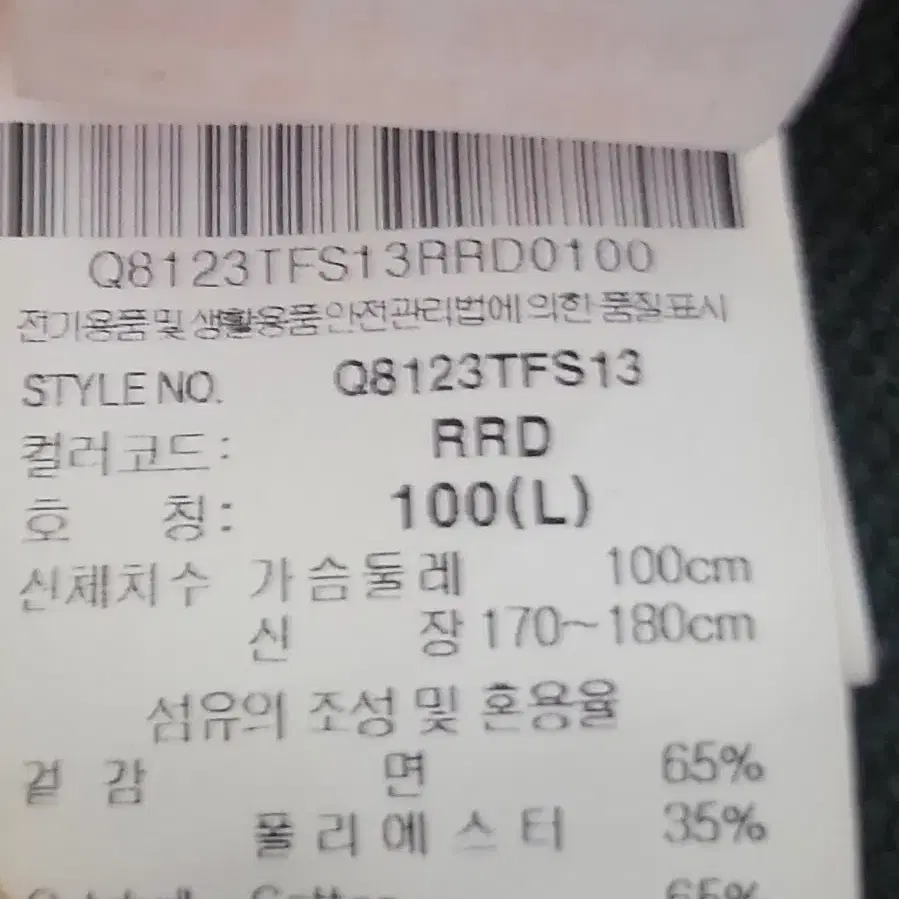 Q8123TFS13RRD0100
전기용품 및 생활용품 안전관리법에 의한 품질표시
STYLE NO. Q8123TFS13
컬러코드 : RRD
호 칭 : 100(L)
신체치수 가슴둘레 100cm
신 장 170~180cm
섬유의 조성 및 혼용율
겉 감 면 65%
폴리에스터 35%
65%